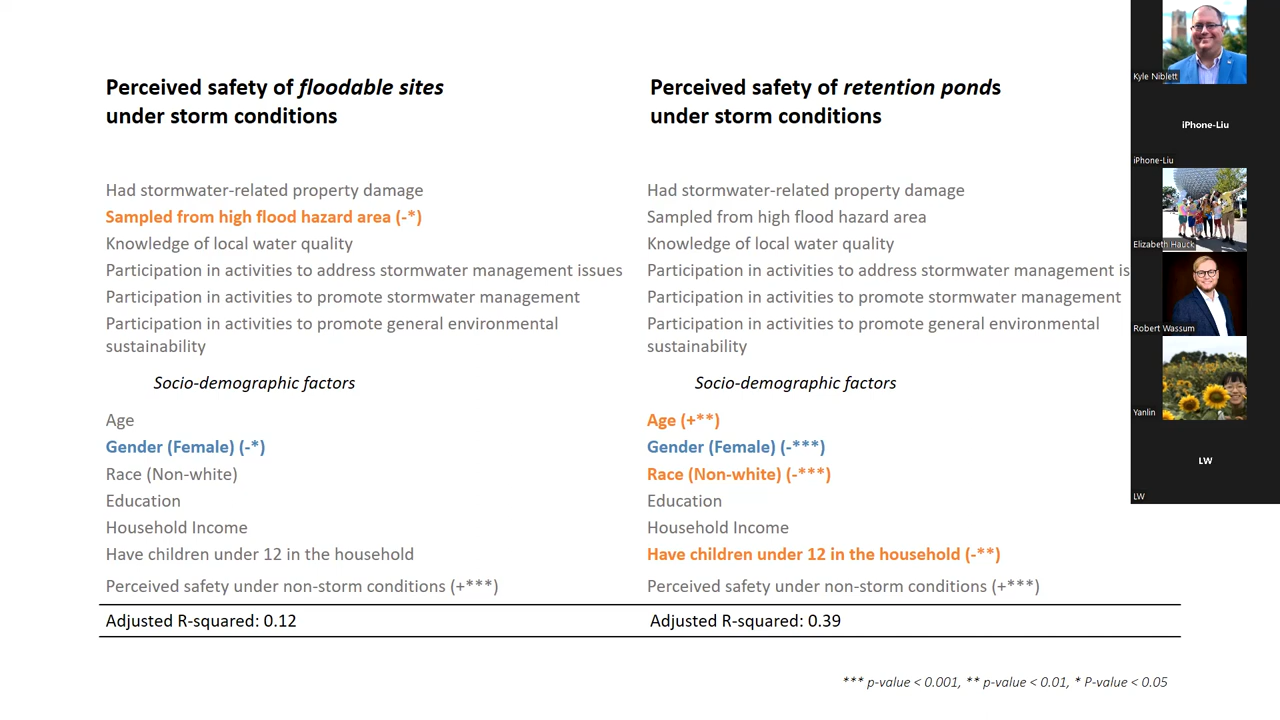 Perceived safety of floodable sites
under storm conditions
Had stormwater-related property damage
Sampled from high flood hazard area (-*)
Knowledge of local water quality
Participation in activities to address stormwater management issues
Participation in activities to promote stormwater management
Participation in activities to promote general environmental
sustainability
Socio-demographic factors
Age
Gender (Female) (-*)
Race (Non-white)
Education
Household Income
Have children under 12 in the household
Perceived safety under non-storm conditions (+***)
Adjusted R-squared: 0.12
Perceived safety of retention ponds
under storm conditions
Had stormwater-related property damage
Sampled from high flood hazard area
Knowledge of local water quality
Participation in activities to address stormwater management is
Participation in activities to promote stormwater management
Participation in activities to promote general environmental
sustainability
Socio-demographic factors
Age (+**)
Gender (Female) (-***)
Race (Non-white) (-***)
Education
Household Income
Have children under 12 in the household (-**)
Perceived safety under non-storm conditions (+***)
Adjusted R-squared: 0.39
*** p-value < 0.001, ** p-value < 0.01, * P-value < 0.05
Kyle Niblett
iPhone-Liu
iPhone-Liu
Elizabeth Hauck
Robert Wassum
Yanlin
LW
LW